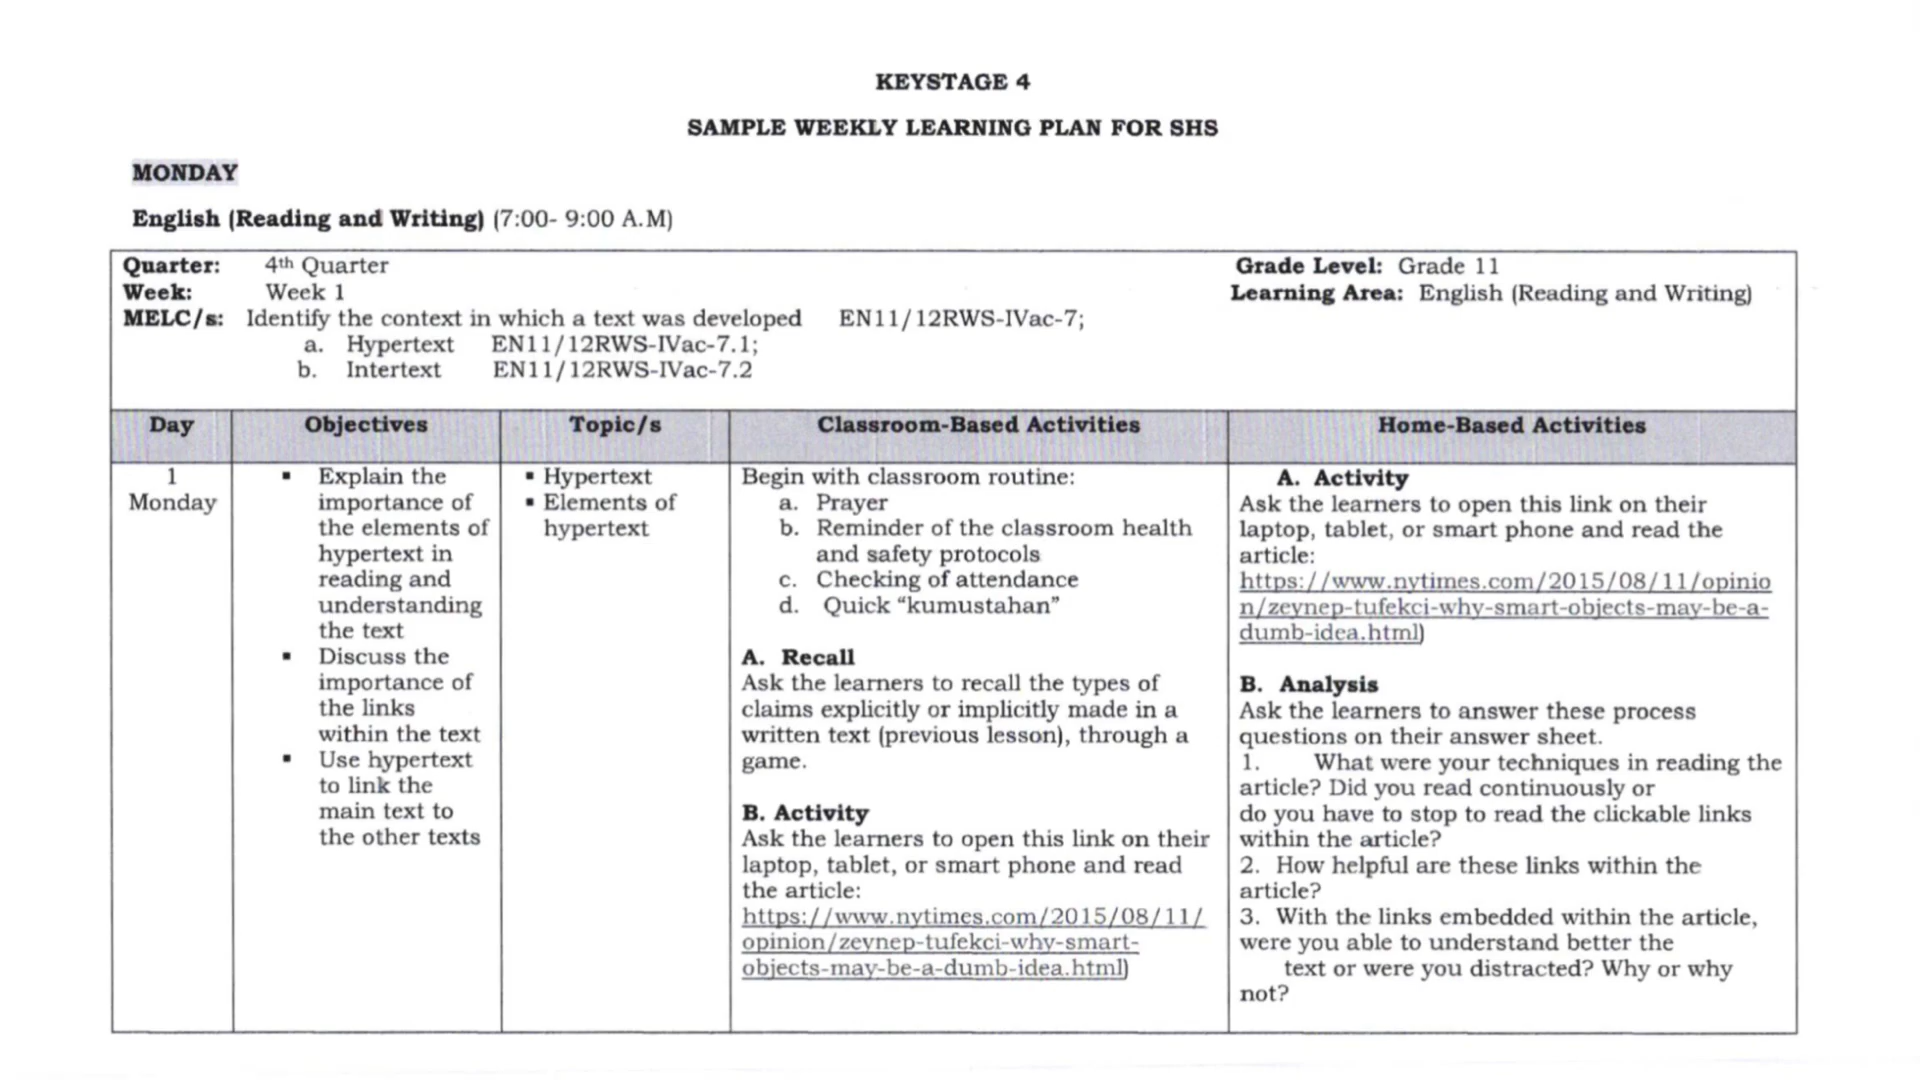 KEYSTAGE 4
SAMPLE WEEKLY LEARNING PLAN FOR SHS
MONDAY
English (Reading and Writing) (7:00- 9:00 A.M)
Quarter: 4th Quarter
Week: Week 1
MELC/s: Identify the context in which a text was developed EN11/12RWS-IVac-7;
a. Hypertext EN11/12RWS-IVac-7.1;
b. Intertext EN11/12RWS-IVac-7.2
Grade Level: Grade 11
Learning Area: English (Reading and Writing)
Day
Objectives
Topic/s
Classroom-Based Activities
Home-Based Activities
1
Monday
▪ Explain the
importance of
the elements of
hypertext in
reading and
understanding
the text
▪ Discuss the
importance of
the links
within the text
▪ Use hypertext
to link the
main text to
the other texts
▪ Hypertext
▪ Elements of
hypertext
Begin with classroom routine:
a. Prayer
b. Reminder of the classroom health
and safety protocols
c. Checking of attendance
d. Quick “kumustahan”
A. Recall
Ask the learners to recall the types of
claims explicitly or implicitly made in a
written text (previous lesson), through a
game.
B. Activity
Ask the learners to open this link on their
laptop, tablet, or smart phone and read
the article:
https://www.nytimes.com/2015/08/11/
opinion/zeynep-tufekci-why-smart-
objects-may-be-a-dumb-idea.html)
A. Activity
Ask the learners to open this link on their
laptop, tablet, or smart phone and read the
article:
https://www.nytimes.com/2015/08/11/opinio
n/zeynep-tufekci-why-smart-objects-may-be-a-
dumb-idea.html)
B. Analysis
Ask the learners to answer these process
questions on their answer sheet.
1. What were your techniques in reading the
article? Did you read continuously or
do you have to stop to read the clickable links
within the article?
2. How helpful are these links within the
article?
3. With the links embedded within the article,
were you able to understand better the
text or were you distracted? Why or why
not?